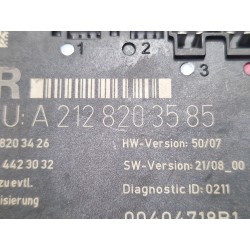 1
2
3
R
U: A 212 820 35 85
820 34 26
HW-Version: 50/07
442 30 32
SW-Version: 21/08_00
zu evtl.
Diagnostic ID: 0211
isierung
00404718R1